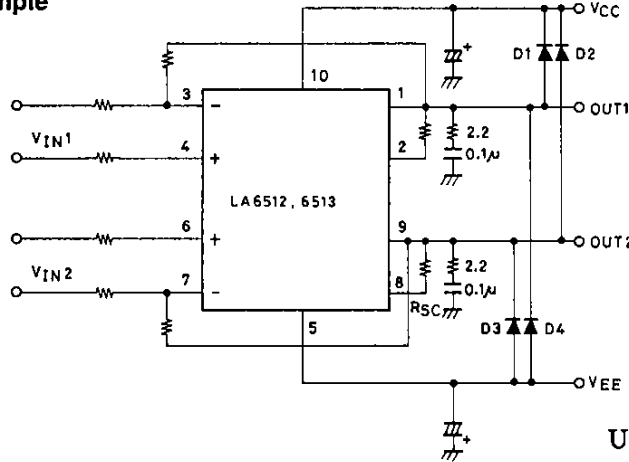 mple
VCC
+
D1 D2
10
3 − 1
OUT1
VIN1
2.2
4 + 2
0.1μ
LA6512, 6513
6 + 9
OUT2
VIN2
2.2
7 − 8
0.1μ
RSC
5
D3 D4
VEE
+
U